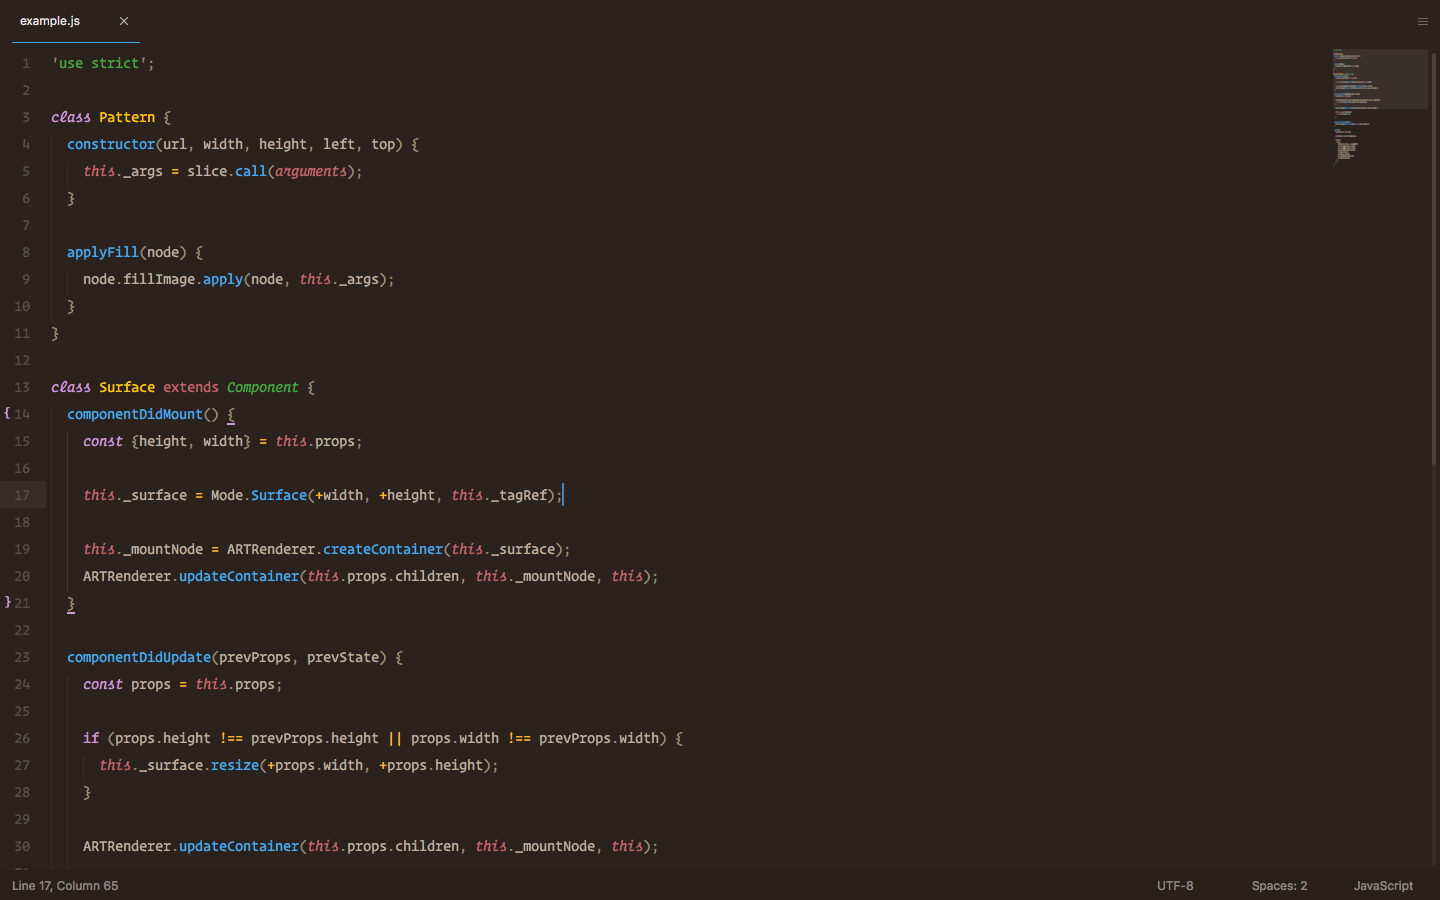 example.js
1 'use strict';
2
3 class Pattern {
4 constructor(url, width, height, left, top) {
5 this._args = slice.call(arguments);
6 }
7
8 applyFill(node) {
9 node.fillImage.apply(node, this._args);
10 }
11 }
12
13 class Surface extends Component {
{ 14 componentDidMount() {
15 const {height, width} = this.props;
16
17 this._surface = Mode.Surface(+width, +height, this._tagRef);
18
19 this._mountNode = ARTRenderer.createContainer(this._surface);
20 ARTRenderer.updateContainer(this.props.children, this._mountNode, this);
} 21 }
22
23 componentDidUpdate(prevProps, prevState) {
24 const props = this.props;
25
26 if (props.height !== prevProps.height || props.width !== prevProps.width) {
27 this._surface.resize(+props.width, +props.height);
28 }
29
30 ARTRenderer.updateContainer(this.props.children, this._mountNode, this);
Line 17, Column 65 UTF-8 Spaces: 2 JavaScript